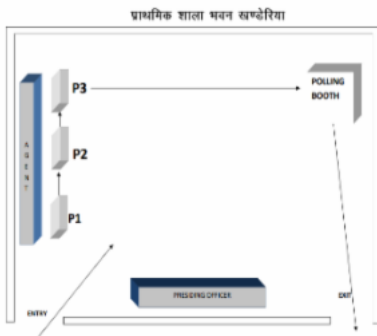 प्राथमिक शाला भवन खण्डेरिया
P3
POLLING
BOOTH
AGENT
P2
P1
PRESIDING OFFICER
ENTRY
EXIT